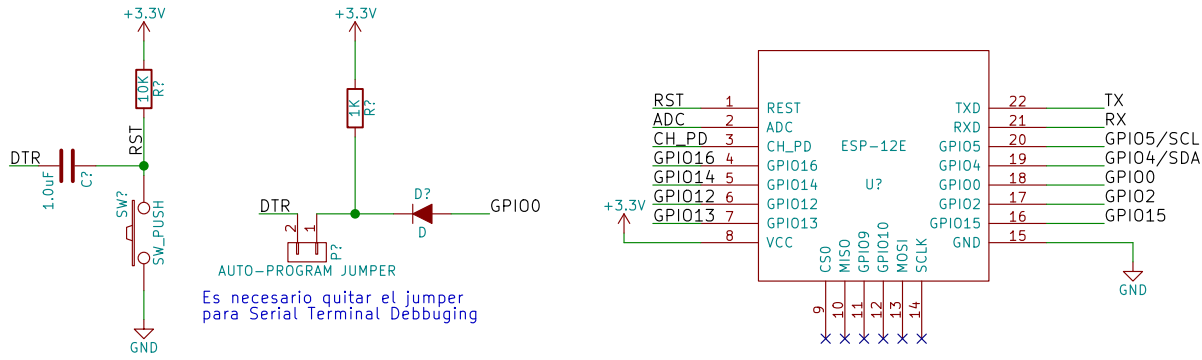 +3.3V
10K
R?
RST
DTR
1.0uF
C?
SW?
SW_PUSH
GND
+3.3V
1K
R?
DTR
2
1
P?
D?
D
GPIO0
AUTO-PROGRAM JUMPER
Es necesario quitar el jumper
para Serial Terminal Debbuging
RST 1 REST
ADC 2 ADC
CH_PD 3 CH_PD
GPIO16 4 GPIO16
GPIO14 5 GPIO14
GPIO12 6 GPIO12
GPIO13 7 GPIO13
+3.3V
8 VCC
ESP-12E
U?
TXD 22 TX
RXD 21 RX
GPIO5 20 GPIO5/SCL
GPIO4 19 GPIO4/SDA
GPIO0 18 GPIO0
GPIO2 17 GPIO2
GPIO15 16 GPIO15
GND 15
GND
CS0 9
MISO 10
GPIO9 11
GPIO10 12
MOSI 13
SCLK 14